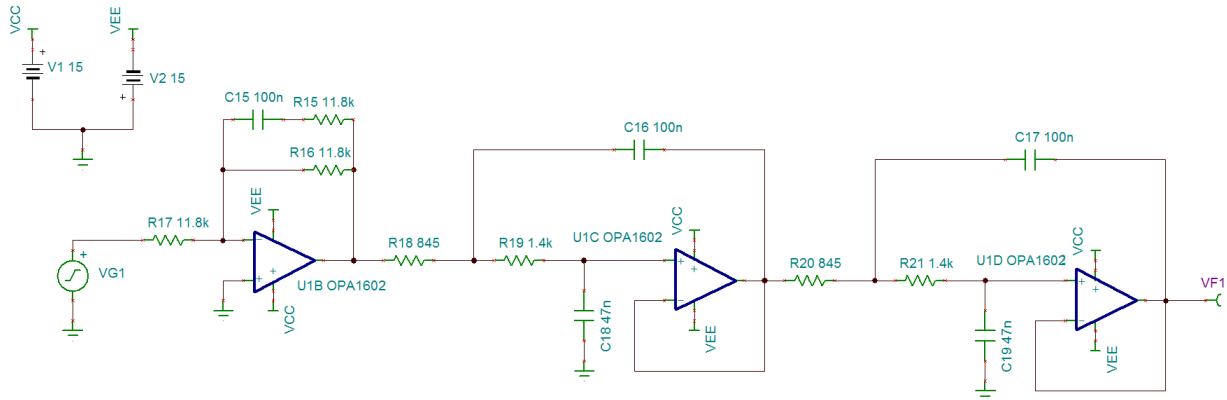 VCC
VEE
V1 15
V2 15
C15 100n
R15 11.8k
R16 11.8k
R17 11.8k
VEE
VG1
U1B OPA1602
VCC
R18 845
C16 100n
R19 1.4k
U1C OPA1602
VCC
C18 47n
VEE
R20 845
C17 100n
R21 1.4k
U1D OPA1602
VCC
C19 47n
VEE
VF1